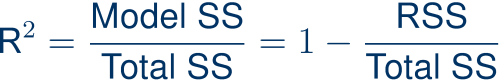 R² = Model SS / Total SS = 1 − RSS / Total SS